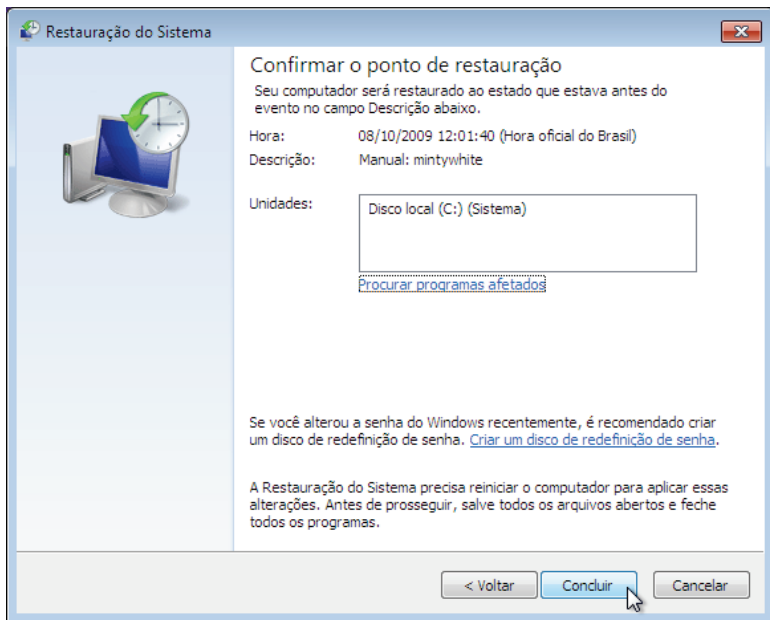 Restauração do Sistema
Confirmar o ponto de restauração
Seu computador será restaurado ao estado que estava antes do
evento no campo Descrição abaixo.
Hora: 08/10/2009 12:01:40 (Hora oficial do Brasil)
Descrição: Manual: mintywhite
Unidades: Disco local (C:) (Sistema)
Procurar programas afetados
Se você alterou a senha do Windows recentemente, é recomendado criar
um disco de redefinição de senha. Criar um disco de redefinição de senha.
A Restauração do Sistema precisa reiniciar o computador para aplicar essas
alterações. Antes de prosseguir, salve todos os arquivos abertos e feche
todos os programas.
< Voltar Concluir Cancelar